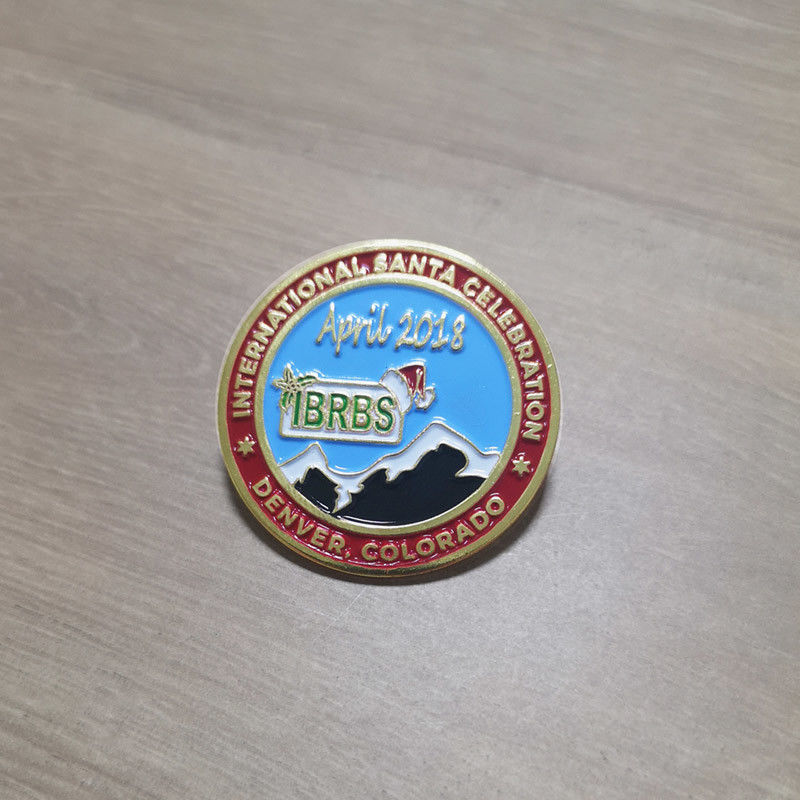 INTERNATIONAL SANTA CELEBRATION
April 2018
IBRBS
DENVER, COLORADO